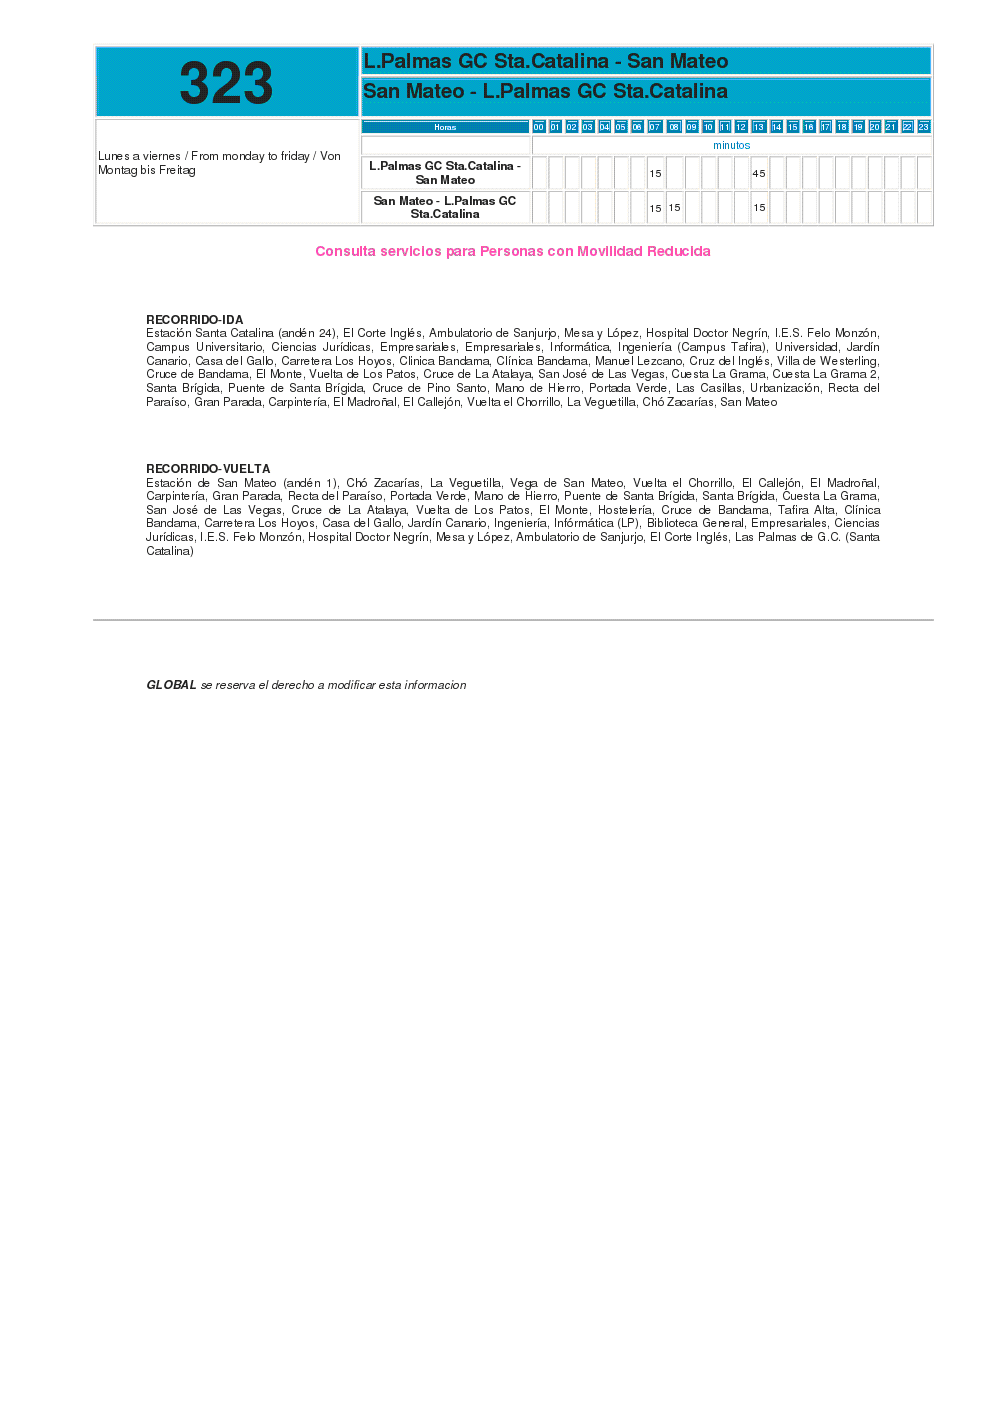 323
L.Palmas GC Sta.Catalina - San Mateo
San Mateo - L.Palmas GC Sta.Catalina
Lunes a viernes / From monday to friday / Von
Montag bis Freitag
Horas 00 01 02 03 04 05 06 07 08 09 10 11 12 13 14 15 16 17 18 19 20 21 22 23
minutos
L.Palmas GC Sta.Catalina -
San Mateo
15 45
San Mateo - L.Palmas GC
Sta.Catalina
15 15 15
Consulta servicios para Personas con Movilidad Reducida
RECORRIDO-IDA
Estación Santa Catalina (andén 24), El Corte Inglés, Ambulatorio de Sanjurjo, Mesa y López, Hospital Doctor Negrín, I.E.S. Felo Monzón,
Campus Universitario, Ciencias Jurídicas, Empresariales, Empresariales, Informática, Ingeniería (Campus Tafira), Universidad, Jardín
Canario, Casa del Gallo, Carretera Los Hoyos, Clinica Bandama, Clínica Bandama, Manuel Lezcano, Cruz del Inglés, Villa de Westerling,
Cruce de Bandama, El Monte, Vuelta de Los Patos, Cruce de La Atalaya, San José de Las Vegas, Cuesta La Grama, Cuesta La Grama 2,
Santa Brígida, Puente de Santa Brígida, Cruce de Pino Santo, Mano de Hierro, Portada Verde, Las Casillas, Urbanización, Recta del
Paraíso, Gran Parada, Carpintería, El Madroñal, El Callejón, Vuelta el Chorrillo, La Veguetilla, Chó Zacarías, San Mateo
RECORRIDO-VUELTA
Estación de San Mateo (andén 1), Chó Zacarías, La Veguetilla, Vega de San Mateo, Vuelta el Chorrillo, El Callejón, El Madroñal,
Carpintería, Gran Parada, Recta del Paraíso, Portada Verde, Mano de Hierro, Puente de Santa Brígida, Santa Brígida, Cuesta La Grama,
San José de Las Vegas, Cruce de La Atalaya, Vuelta de Los Patos, El Monte, Hostelería, Cruce de Bandama, Tafira Alta, Clínica
Bandama, Carretera Los Hoyos, Casa del Gallo, Jardín Canario, Ingeniería, Infórmática (LP), Biblioteca General, Empresariales, Ciencias
Jurídicas, I.E.S. Felo Monzón, Hospital Doctor Negrín, Mesa y López, Ambulatorio de Sanjurjo, El Corte Inglés, Las Palmas de G.C. (Santa
Catalina)
GLOBAL se reserva el derecho a modificar esta informacion